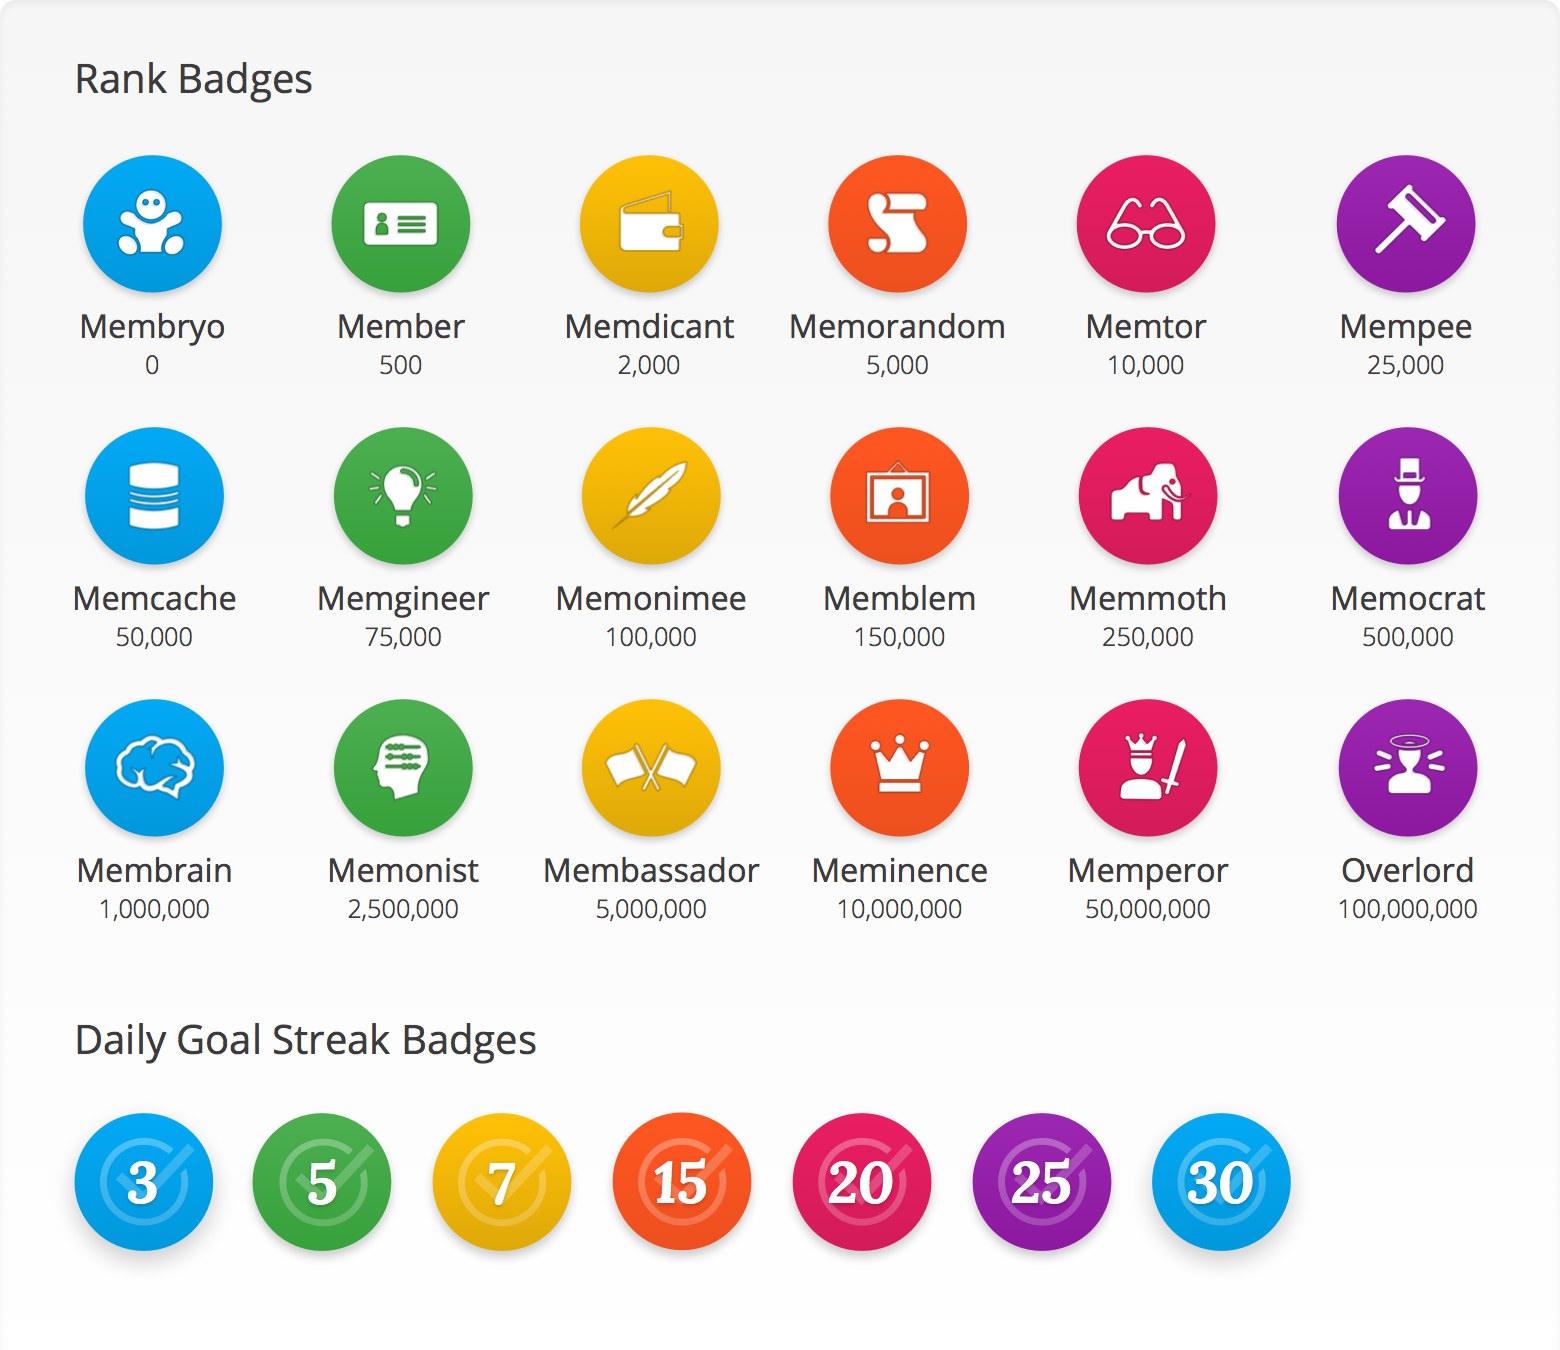 Rank Badges
Membryo Member Memdicant Memorandom Memtor Mempee
0 500 2,000 5,000 10,000 25,000
Memcache Memgineer Memonimee Memblem Memmoth Memocrat
50,000 75,000 100,000 150,000 250,000 500,000
Membrain Memonist Membassador Meminence Memperor Overlord
1,000,000 2,500,000 5,000,000 10,000,000 50,000,000 100,000,000
Daily Goal Streak Badges
3 5 7 15 20 25 30